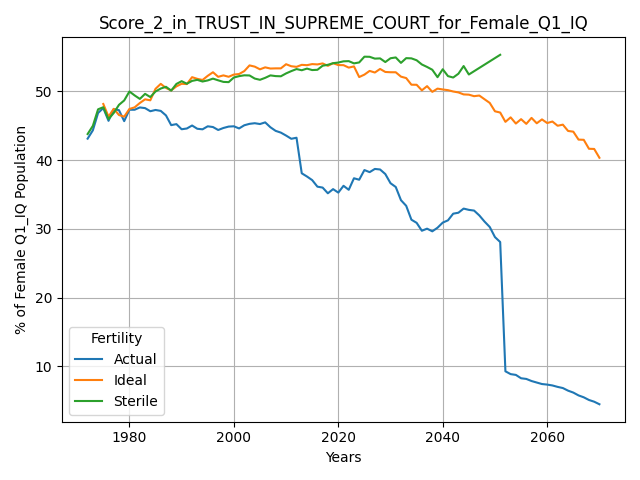 Score_2_in_TRUST_IN_SUPREME_COURT_for_Female_Q1_IQ
% of Female Q1_IQ Population
50
40
30
20
10
Fertility
Actual
Ideal
Sterile
1980
2000
2020
2040
2060
Years